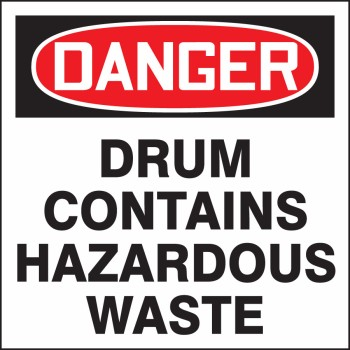 DANGER
DRUM
CONTAINS
HAZARDOUS
WASTE